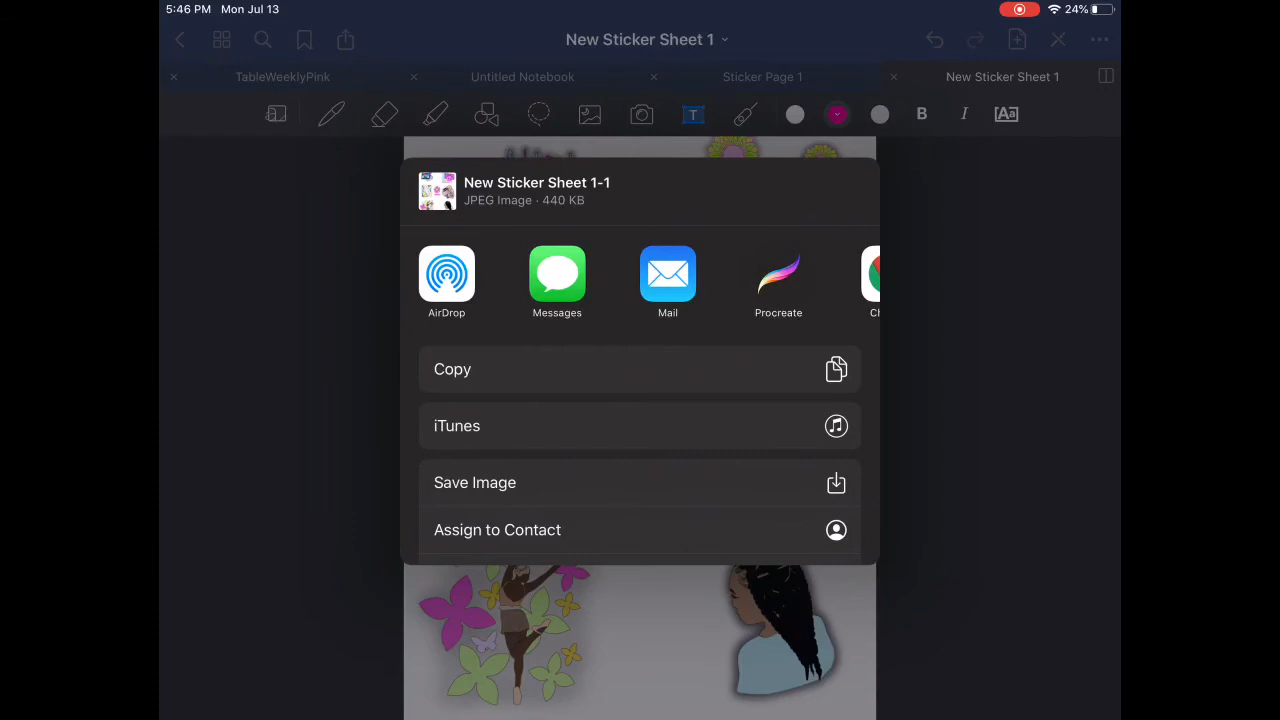 5:46 PM Mon Jul 13
24%
New Sticker Sheet 1
TableWeeklyPink
Untitled Notebook
Sticker Page 1
New Sticker Sheet 1
T
B
I
Aa
New Sticker Sheet 1-1
JPEG Image · 440 KB
AirDrop
Messages
Mail
Procreate
Copy
iTunes
Save Image
Assign to Contact